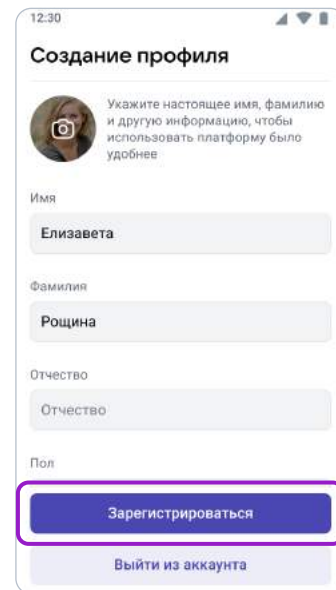 12:30
Создание профиля
Укажите настоящее имя, фамилию
и другую информацию, чтобы
использовать платформу было
удобнее
Имя
Елизавета
Фамилия
Рощина
Отчество
Отчество
Пол
Зарегистрироваться
Выйти из аккаунта